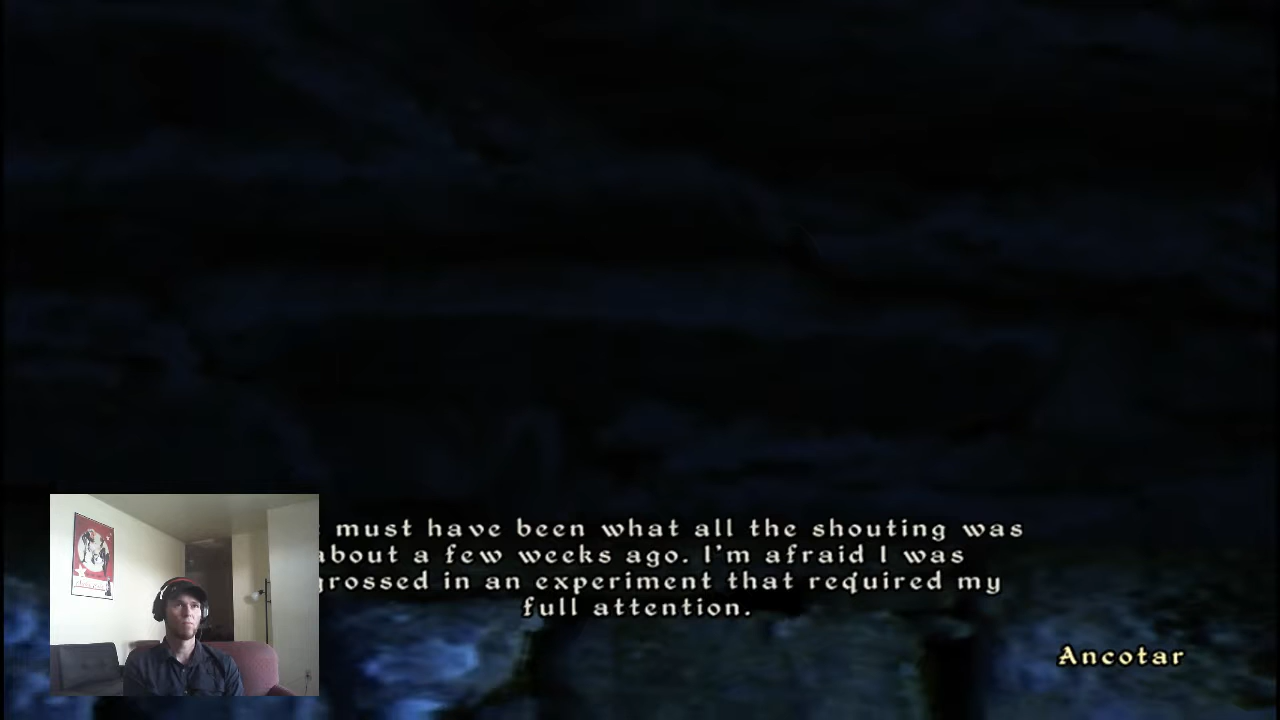 must have been what all the shouting was
about a few weeks ago. I'm afraid I was
in an experiment that required my
full attention.
Ancotar